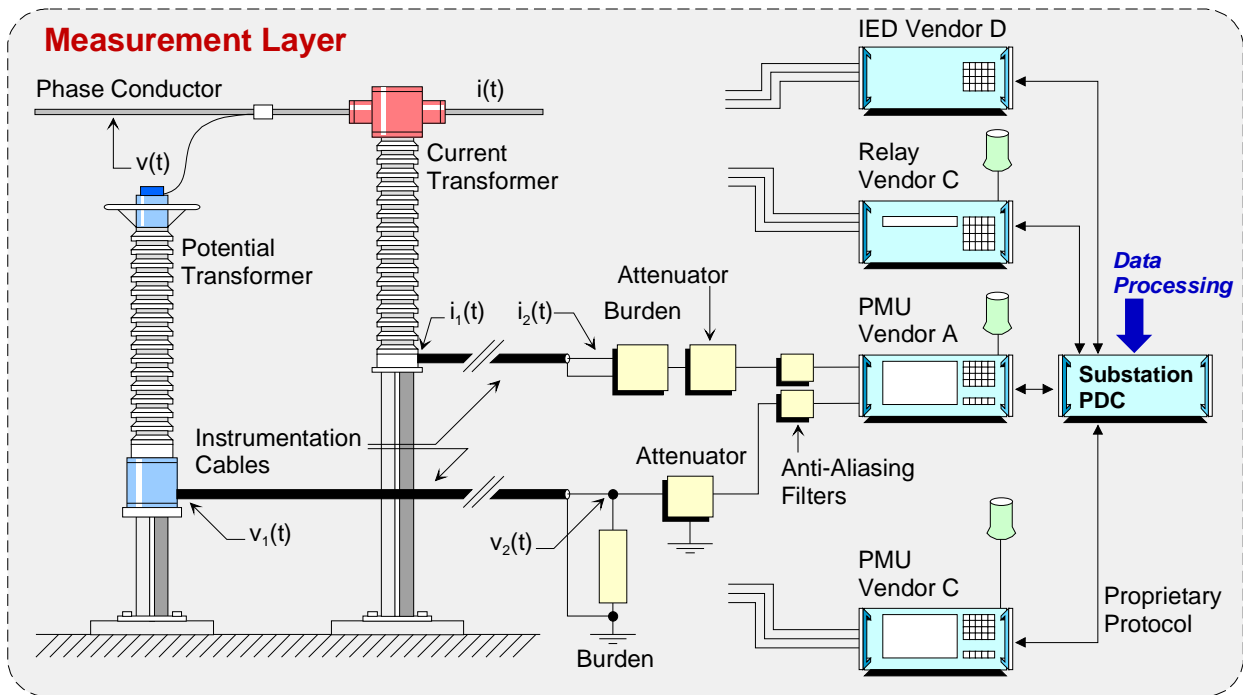 Measurement Layer
Phase Conductor
i(t)
v(t)
Current
Transformer
Potential
Transformer
i1(t)
i2(t)
Attenuator
Burden
Instrumentation
Cables
v1(t)
v2(t)
Attenuator
Burden
Anti-Aliasing
Filters
IED Vendor D
Relay
Vendor C
PMU
Vendor A
Data
Processing
Substation
PDC
PMU
Vendor C
Proprietary
Protocol